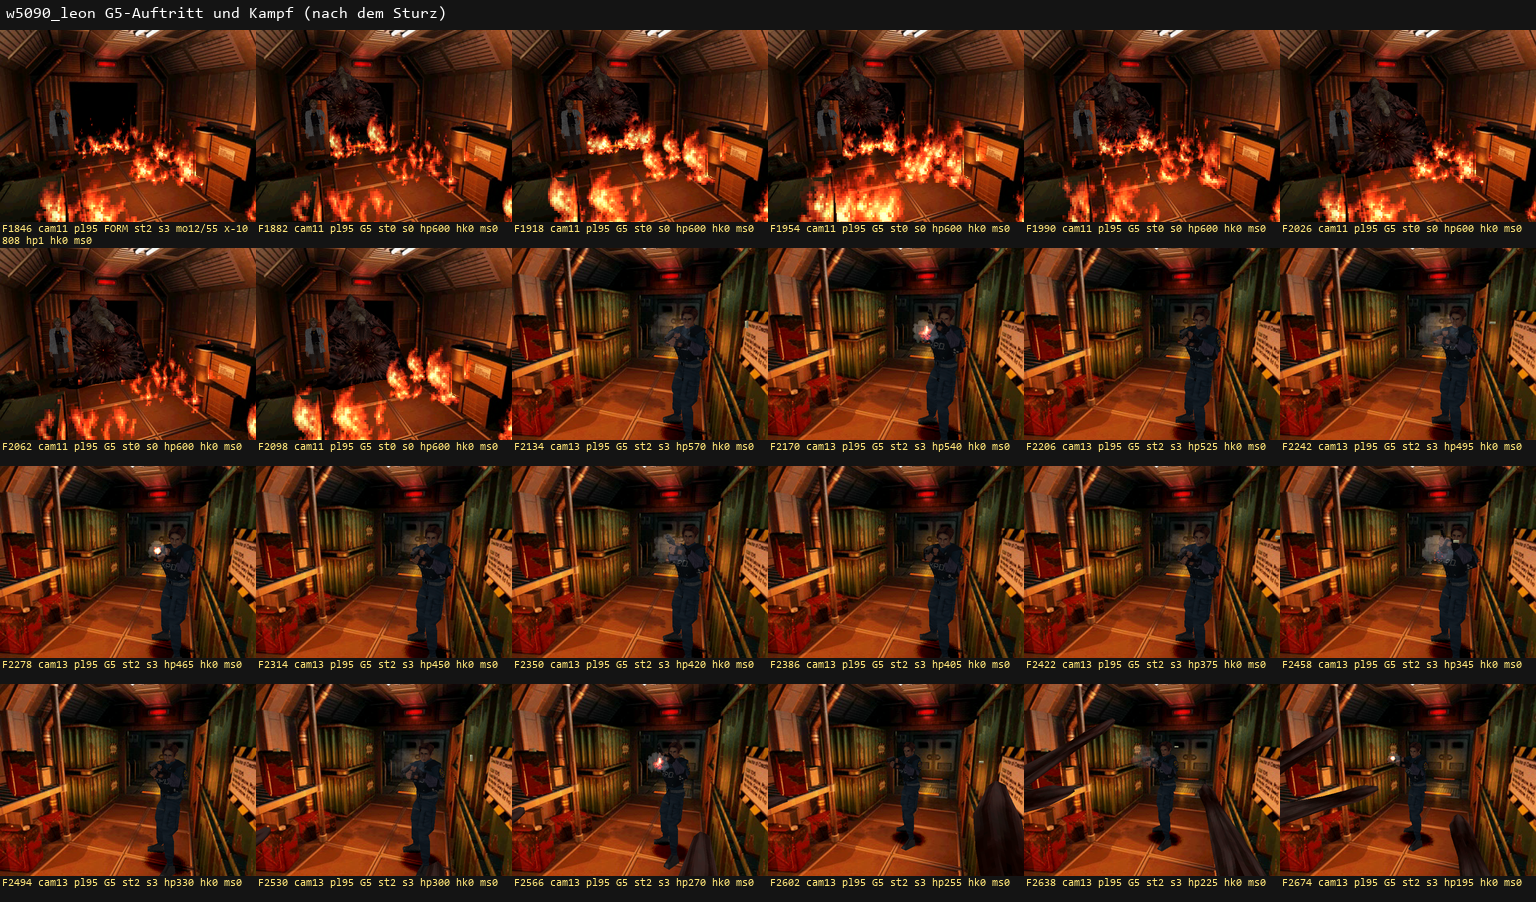 w5090_leon G5-Auftritt und Kampf (nach dem Sturz)
F1846 cam11 pl95 FORM st2 s3 mo12/55 x-10
808 hp1 hk0 ms0
F1882 cam11 pl95 G5 st0 s0 hp600 hk0 ms0
F1918 cam11 pl95 G5 st0 s0 hp600 hk0 ms0
F1954 cam11 pl95 G5 st0 s0 hp600 hk0 ms0
F1990 cam11 pl95 G5 st0 s0 hp600 hk0 ms0
F2026 cam11 pl95 G5 st0 s0 hp600 hk0 ms0
F2062 cam11 pl95 G5 st0 s0 hp600 hk0 ms0
F2098 cam11 pl95 G5 st0 s0 hp600 hk0 ms0
F2134 cam13 pl95 G5 st2 s3 hp570 hk0 ms0
F2170 cam13 pl95 G5 st2 s3 hp540 hk0 ms0
F2206 cam13 pl95 G5 st2 s3 hp525 hk0 ms0
F2242 cam13 pl95 G5 st2 s3 hp495 hk0 ms0
F2278 cam13 pl95 G5 st2 s3 hp465 hk0 ms0
F2314 cam13 pl95 G5 st2 s3 hp450 hk0 ms0
F2350 cam13 pl95 G5 st2 s3 hp420 hk0 ms0
F2386 cam13 pl95 G5 st2 s3 hp405 hk0 ms0
F2422 cam13 pl95 G5 st2 s3 hp375 hk0 ms0
F2458 cam13 pl95 G5 st2 s3 hp345 hk0 ms0
F2494 cam13 pl95 G5 st2 s3 hp330 hk0 ms0
F2530 cam13 pl95 G5 st2 s3 hp300 hk0 ms0
F2566 cam13 pl95 G5 st2 s3 hp270 hk0 ms0
F2602 cam13 pl95 G5 st2 s3 hp255 hk0 ms0
F2638 cam13 pl95 G5 st2 s3 hp225 hk0 ms0
F2674 cam13 pl95 G5 st2 s3 hp195 hk0 ms0